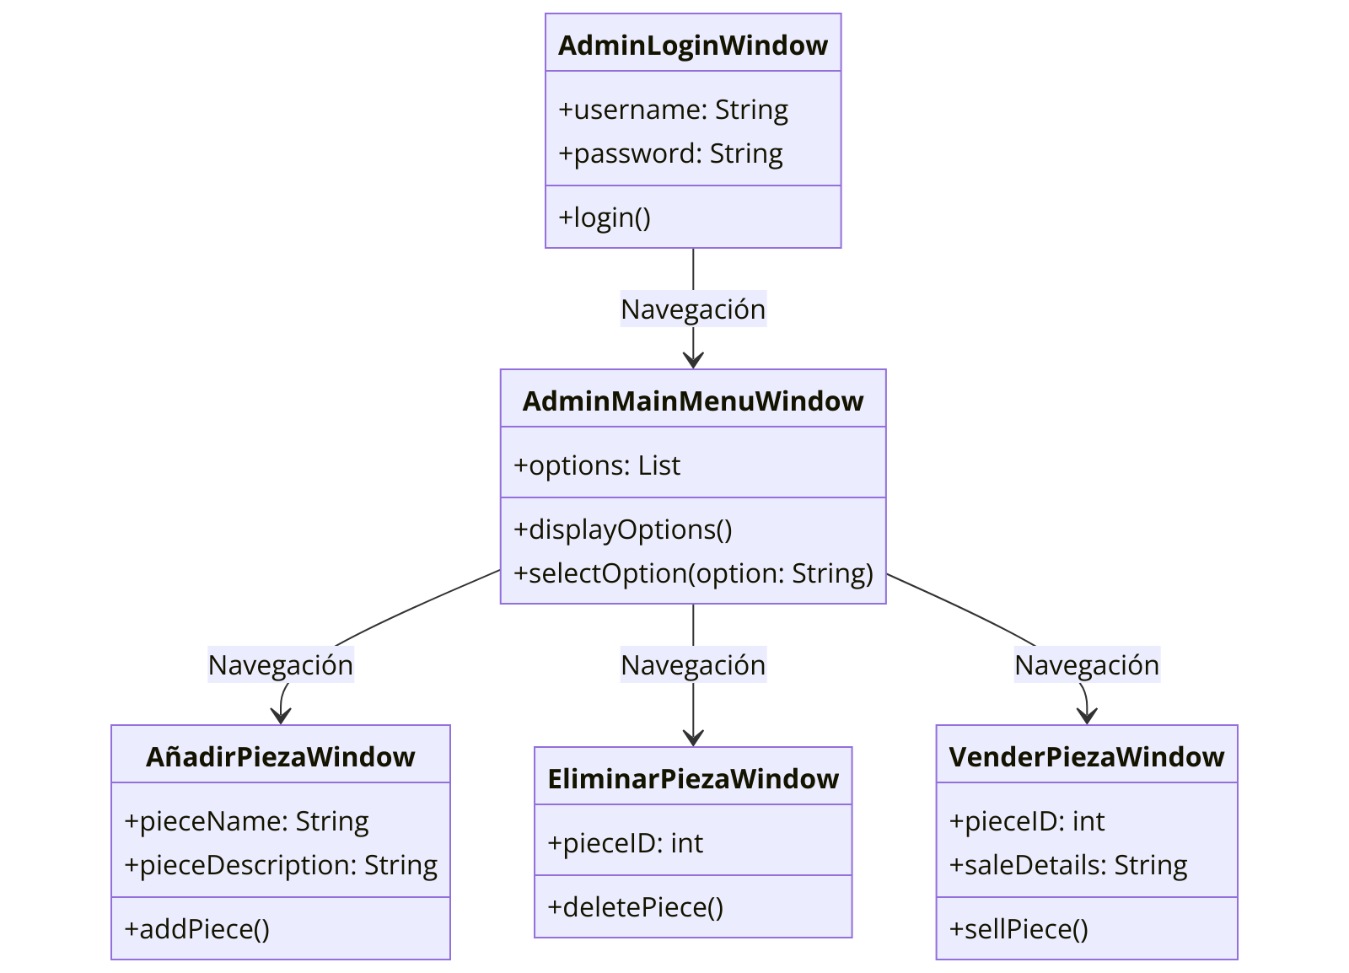 AdminLoginWindow
+username: String
+password: String
+login()
Navegación
AdminMainMenuWindow
+options: List
+displayOptions()
+selectOption(option: String)
Navegación
Navegación
Navegación
AñadirPiezaWindow
+pieceName: String
+pieceDescription: String
+addPiece()
EliminarPiezaWindow
+pieceID: int
+deletePiece()
VenderPiezaWindow
+pieceID: int
+saleDetails: String
+sellPiece()